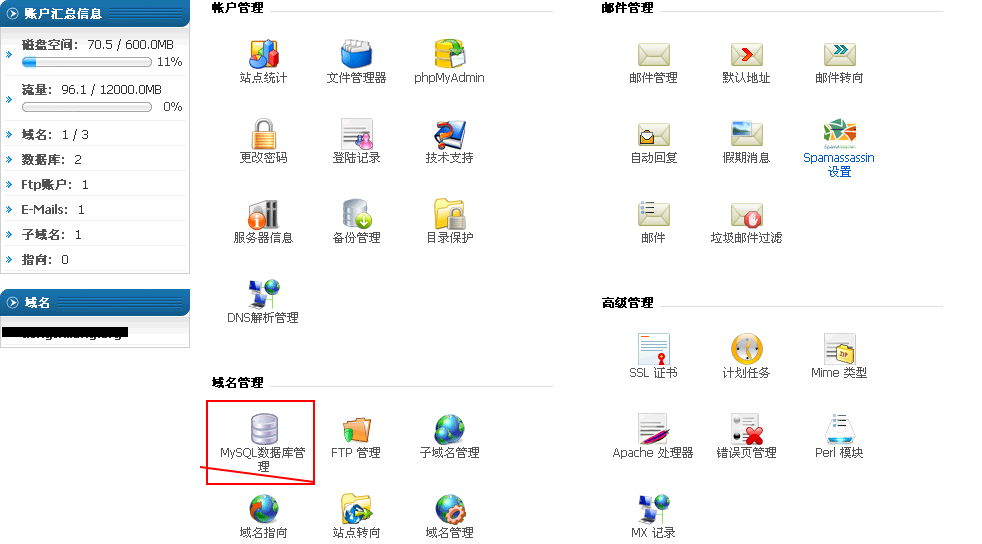 账户汇总信息
磁盘空间： 70.5 / 600.0MB
11%
流量： 96.1 / 12000.0MB
0%
域名： 1 / 3
数据库： 2
Ftp账户： 1
E-Mails： 1
子域名： 1
指向： 0
域名
帐户管理
站点统计
文件管理器
phpMyAdmin
更改密码
登陆记录
技术支持
服务器信息
备份管理
目录保护
DNS解析管理
域名管理
MySQL数据库管
理
FTP 管理
子域名管理
域名指向
站点转向
域名管理
邮件管理
邮件管理
默认地址
邮件转向
自动回复
假期消息
Spamassassin
设置
邮件
垃圾邮件过滤
高级管理
SSL 证书
计划任务
Mime 类型
Apache 处理器
错误页管理
Perl 模块
MX 记录